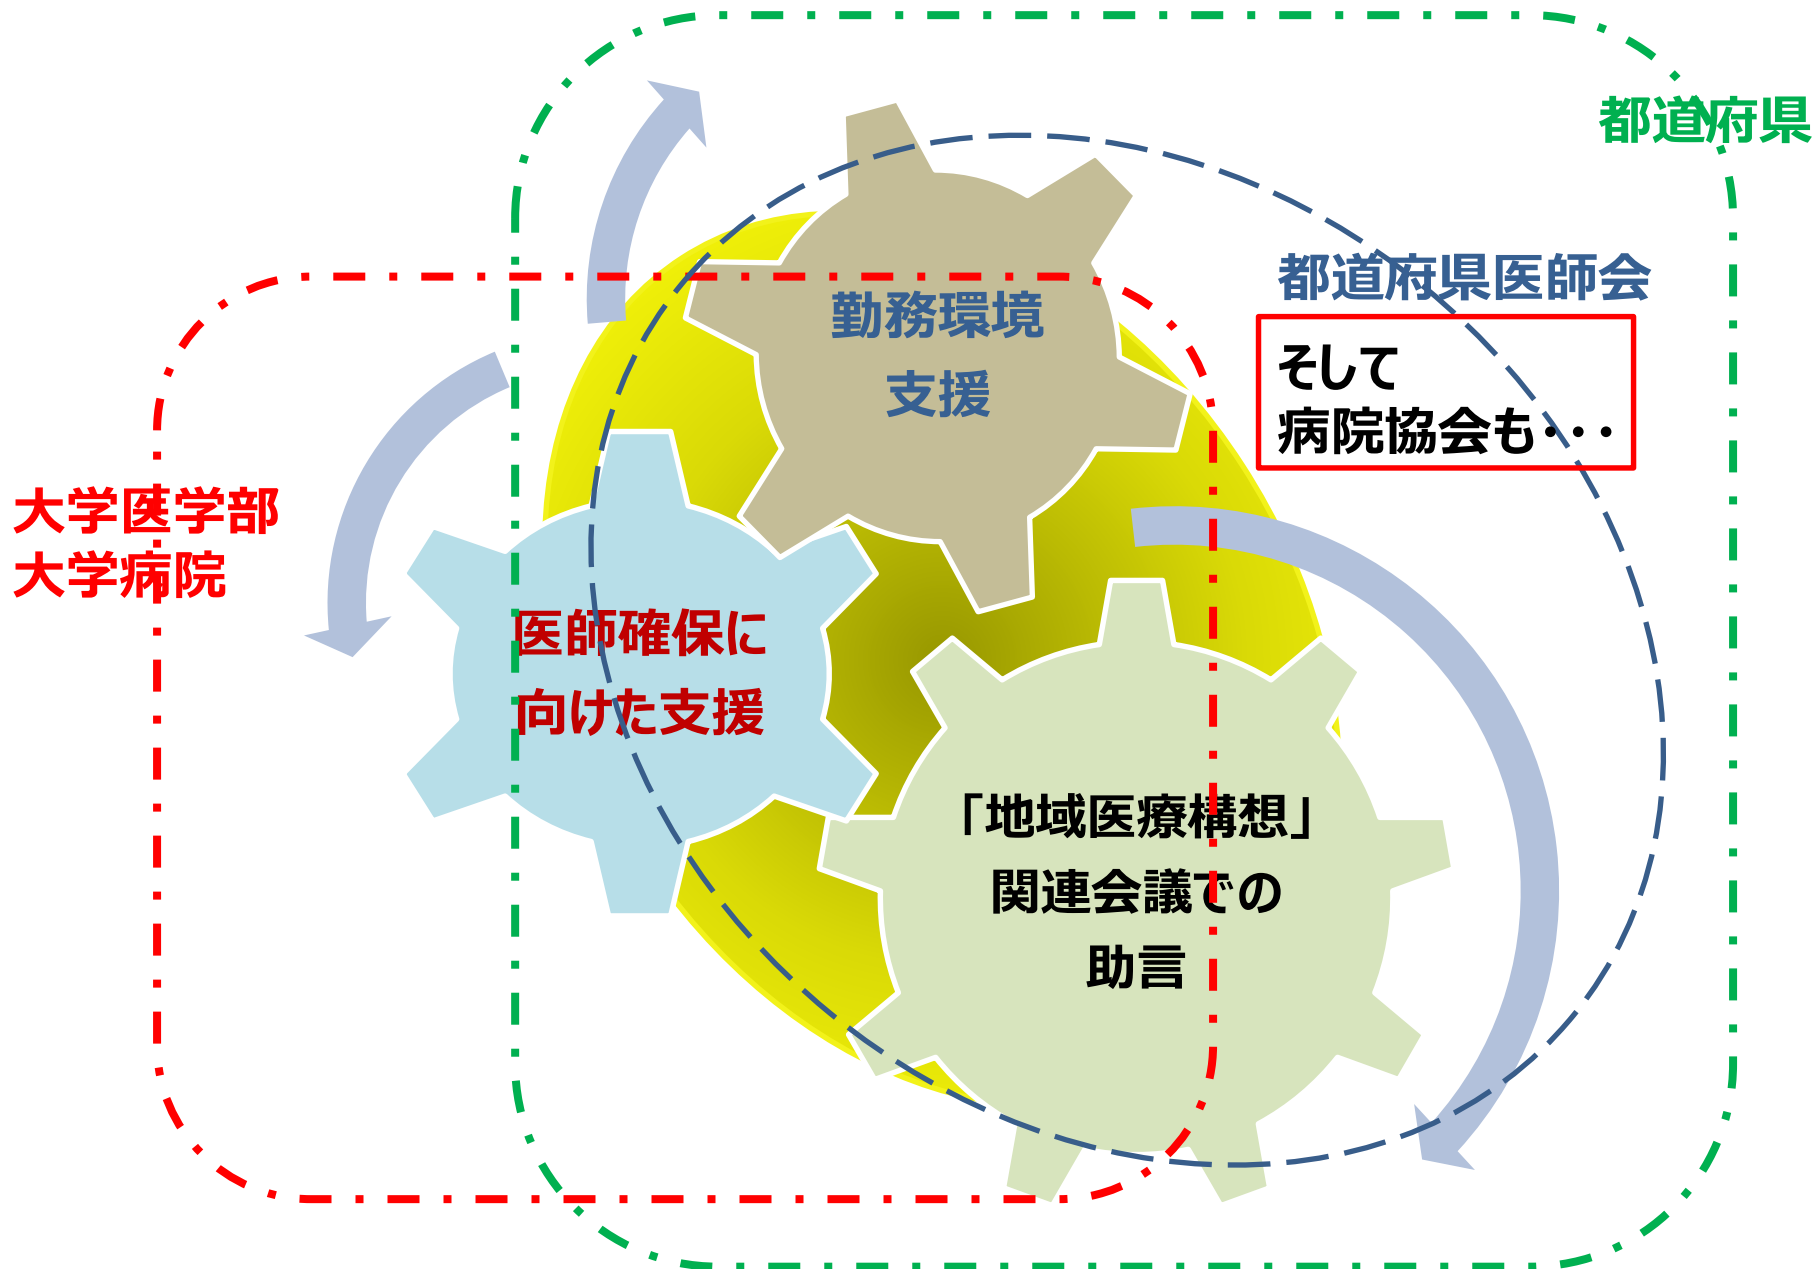 都道府県
都道府県医師会
そして
病院協会も・・・
勤務環境
支援
大学医学部
大学病院
医師確保に
向けた支援
「地域医療構想」
関連会議での
助言